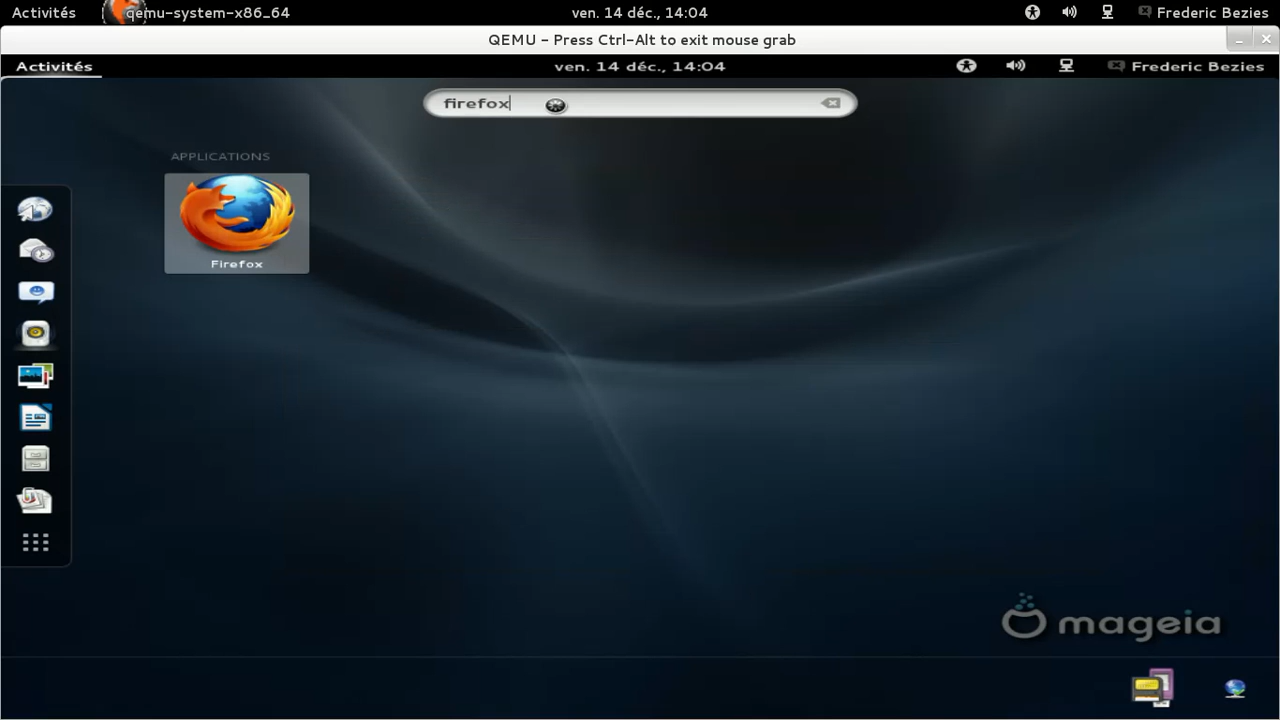 Activités qemu-system-x86_64 ven. 14 déc., 14:04 Frederic Bezies
QEMU - Press Ctrl-Alt to exit mouse grab
Activités ven. 14 déc., 14:04 Frederic Bezies
firefox
APPLICATIONS
Firefox
mageia